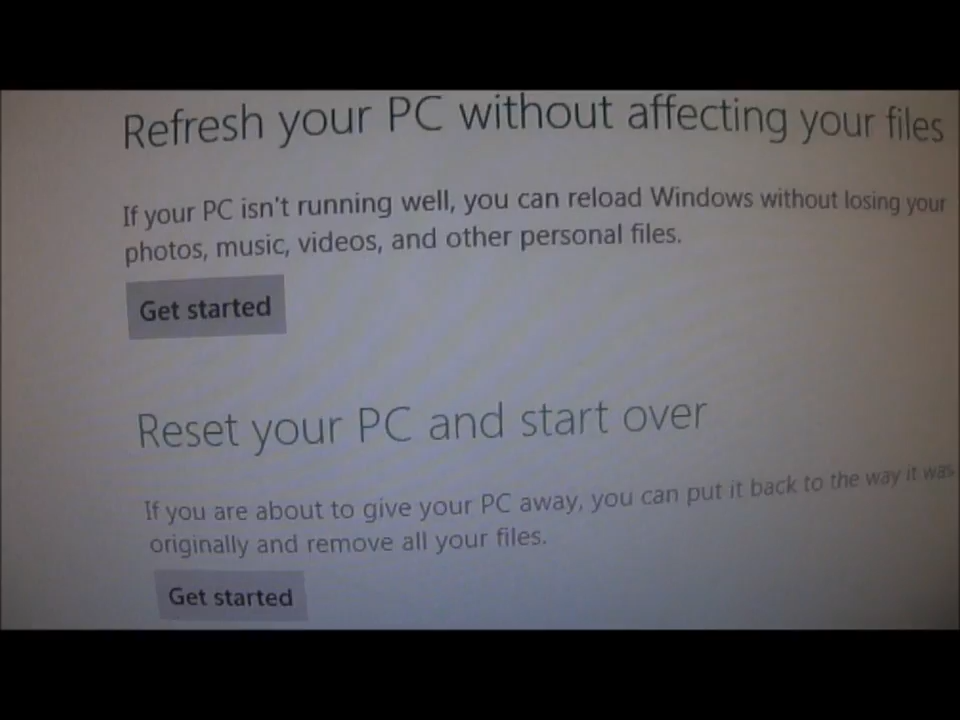 Refresh your PC without affecting your files
If your PC isn't running well, you can reload Windows without losing your
photos, music, videos, and other personal files.
Get started
Reset your PC and start over
If you are about to give your PC away, you can put it back to the way it was
originally and remove all your files.
Get started